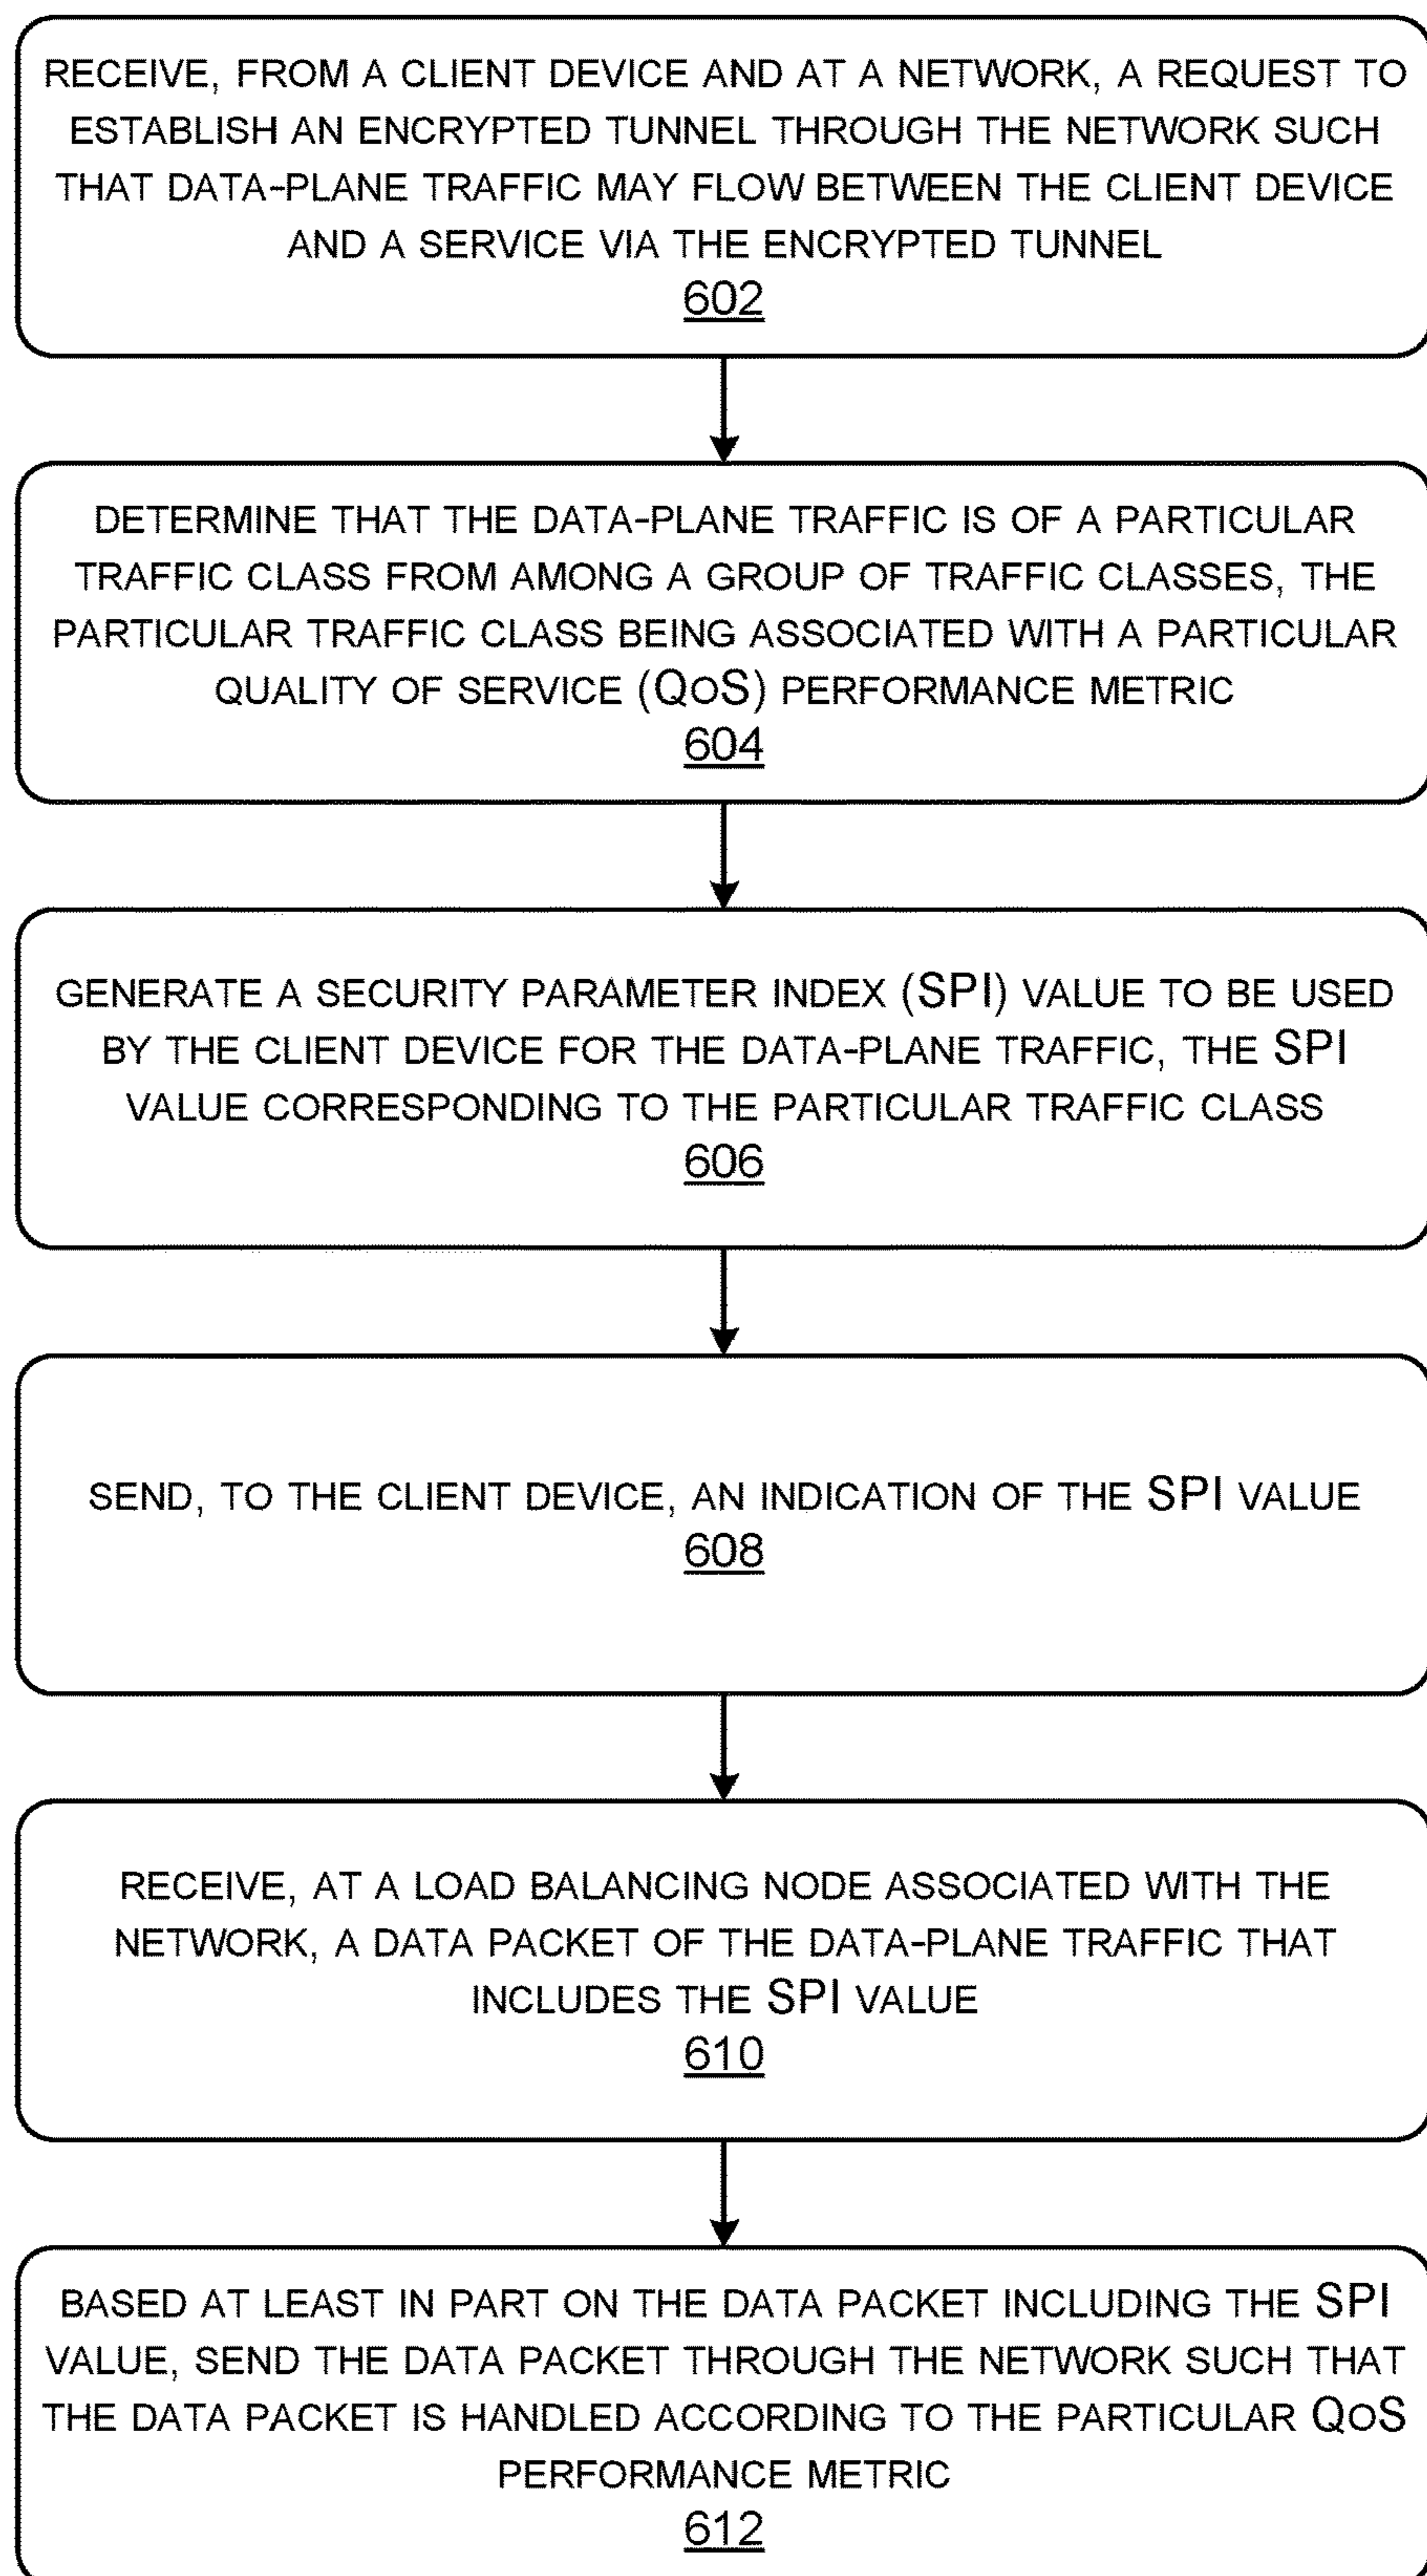 RECEIVE, FROM A CLIENT DEVICE AND AT A NETWORK, A REQUEST TO
ESTABLISH AN ENCRYPTED TUNNEL THROUGH THE NETWORK SUCH
THAT DATA-PLANE TRAFFIC MAY FLOW BETWEEN THE CLIENT DEVICE
AND A SERVICE VIA THE ENCRYPTED TUNNEL
602
DETERMINE THAT THE DATA-PLANE TRAFFIC IS OF A PARTICULAR
TRAFFIC CLASS FROM AMONG A GROUP OF TRAFFIC CLASSES, THE
PARTICULAR TRAFFIC CLASS BEING ASSOCIATED WITH A PARTICULAR
QUALITY OF SERVICE (QOS) PERFORMANCE METRIC
604
GENERATE A SECURITY PARAMETER INDEX (SPI) VALUE TO BE USED
BY THE CLIENT DEVICE FOR THE DATA-PLANE TRAFFIC, THE SPI
VALUE CORRESPONDING TO THE PARTICULAR TRAFFIC CLASS
606
SEND, TO THE CLIENT DEVICE, AN INDICATION OF THE SPI VALUE
608
RECEIVE, AT A LOAD BALANCING NODE ASSOCIATED WITH THE
NETWORK, A DATA PACKET OF THE DATA-PLANE TRAFFIC THAT
INCLUDES THE SPI VALUE
610
BASED AT LEAST IN PART ON THE DATA PACKET INCLUDING THE SPI
VALUE, SEND THE DATA PACKET THROUGH THE NETWORK SUCH THAT
THE DATA PACKET IS HANDLED ACCORDING TO THE PARTICULAR QOS
PERFORMANCE METRIC
612